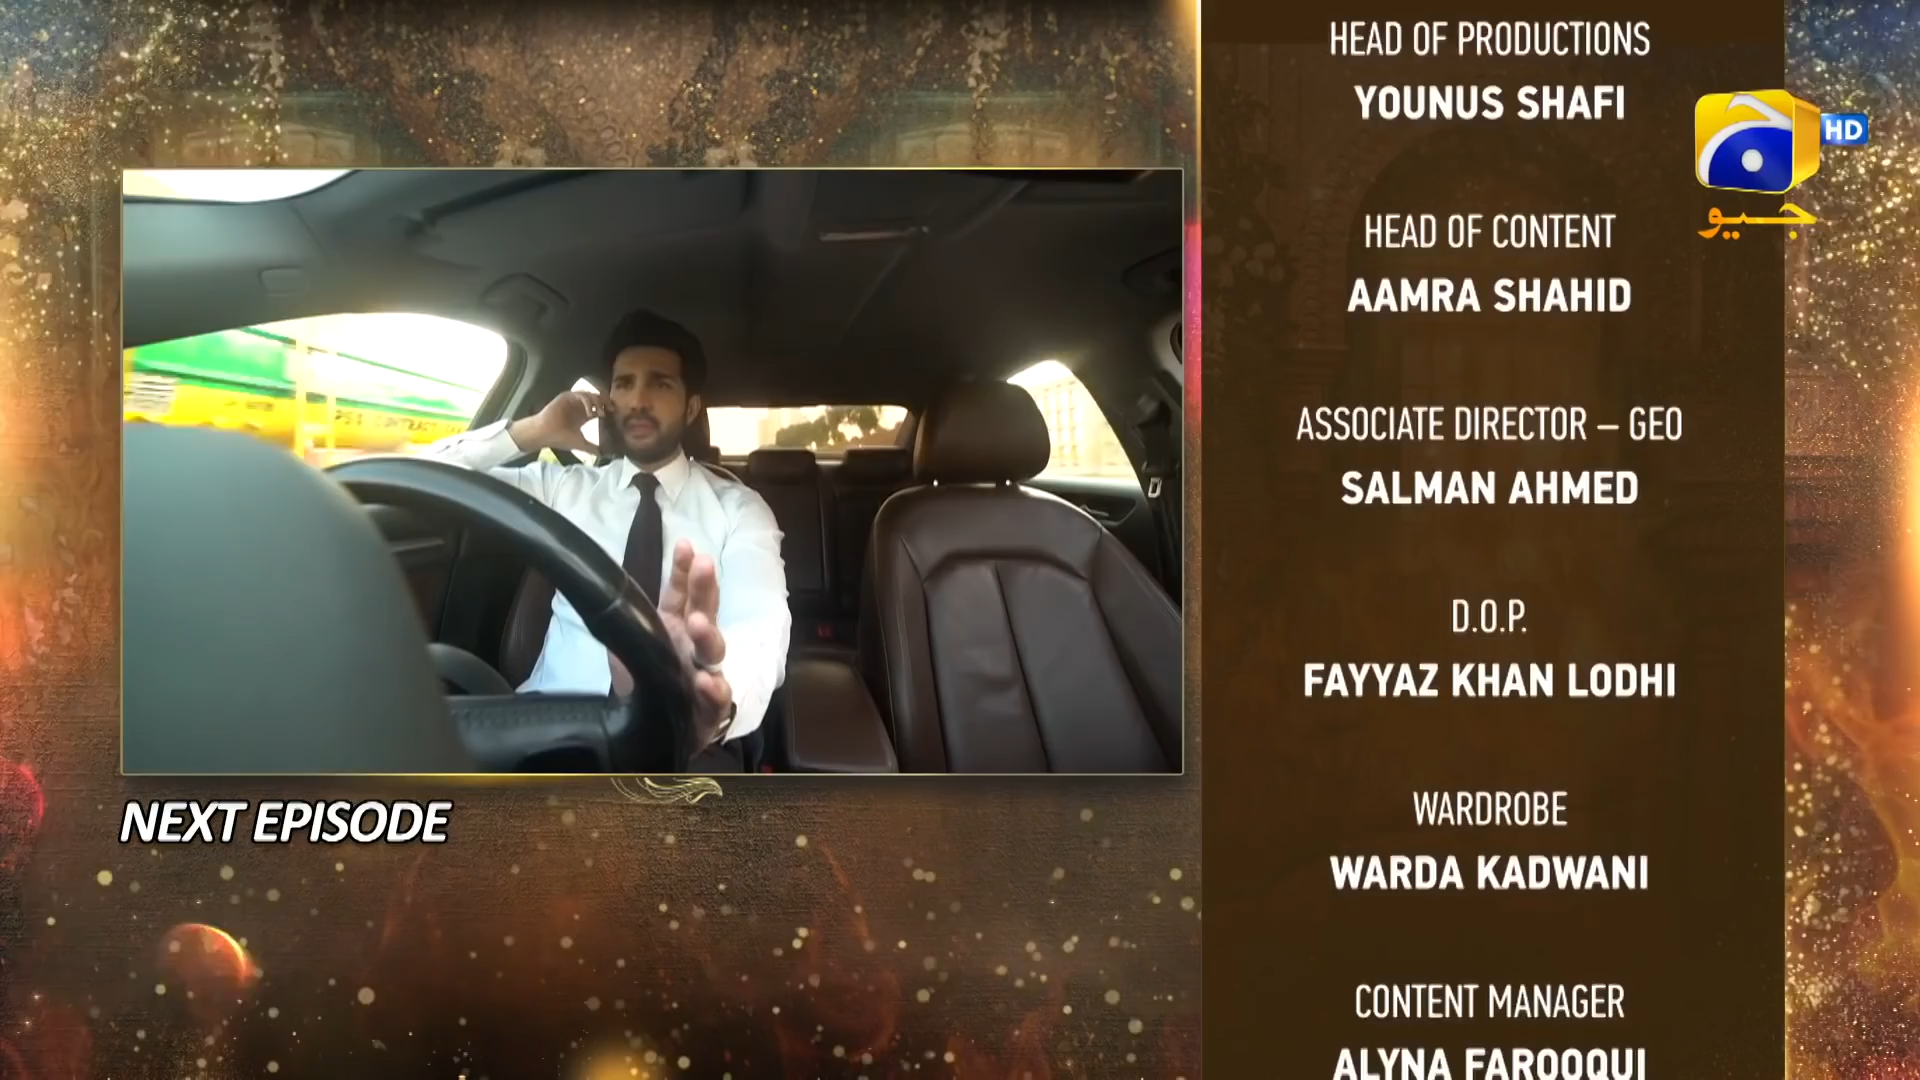 HEAD OF PRODUCTIONS
YOUNUS SHAFI
HEAD OF CONTENT
AAMRA SHAHID
ASSOCIATE DIRECTOR – GEO
SALMAN AHMED
D.O.P.
FAYYAZ KHAN LODHI
WARDROBE
WARDA KADWANI
CONTENT MANAGER
ALYNA FAROOQUI
HD
جیو
NEXT EPISODE